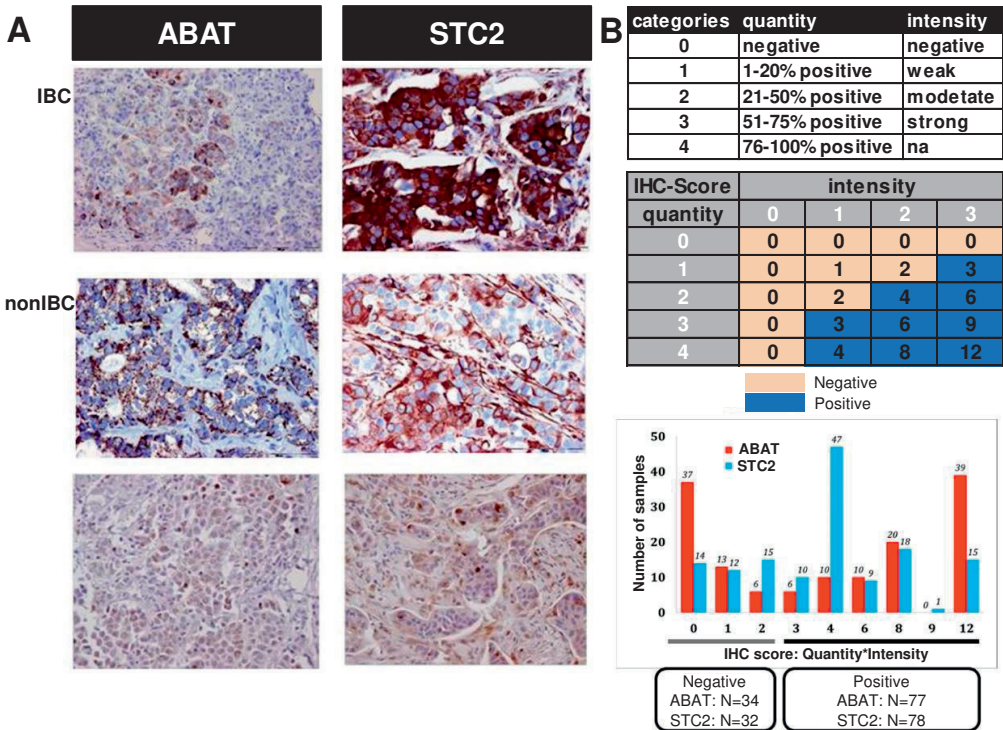 A
ABAT
STC2
IBC
nonIBC
B
categories quantity intensity
0 negative negative
1 1-20% positive weak
2 21-50% positive modetate
3 51-75% positive strong
4 76-100% positive na
IHC-Score intensity
quantity 0 1 2 3
0 0 0 0 0
1 0 1 2 3
2 0 2 4 6
3 0 3 6 9
4 0 4 8 12
Negative
Positive
Number of samples
50
40
30
20
10
0
ABAT
STC2
37 14 13 12 6 15 6 10 10 47 10 9 20 18 0 1 39 15
0 1 2 3 4 6 8 9 12
IHC score: Quantity*Intensity
Negative
ABAT: N=34
STC2: N=32
Positive
ABAT: N=77
STC2: N=78